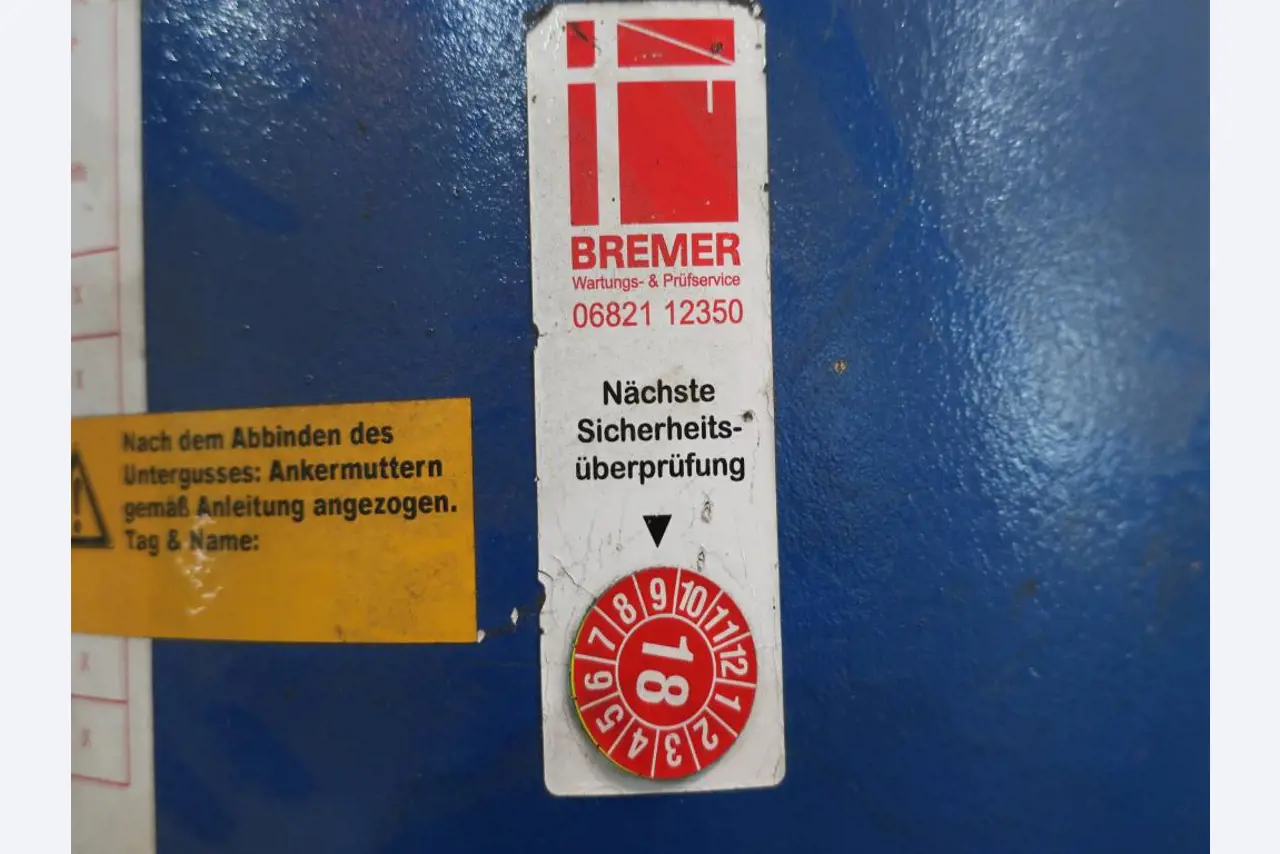 BREMER
Wartungs- & Prüfservice
06821 12350
Nächste
Sicherheits-
überprüfung
Nach dem Abbinden des
Untergusses: Ankermuttern
gemäß Anleitung angezogen.
Tag & Name:
1 2 3 4 5 6 7 8 9 10 11 12
18
X
X
X
X